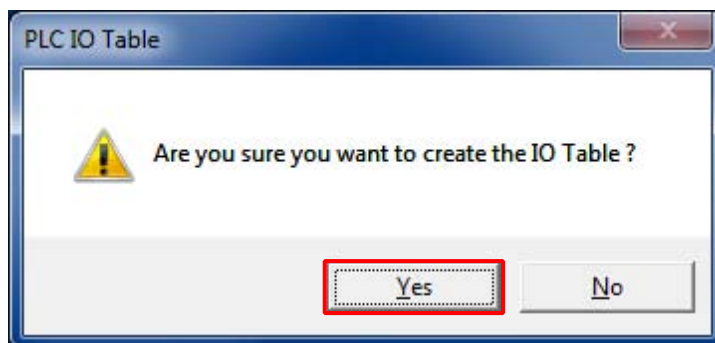 PLC IO Table
Are you sure you want to create the IO Table ?
Yes
No